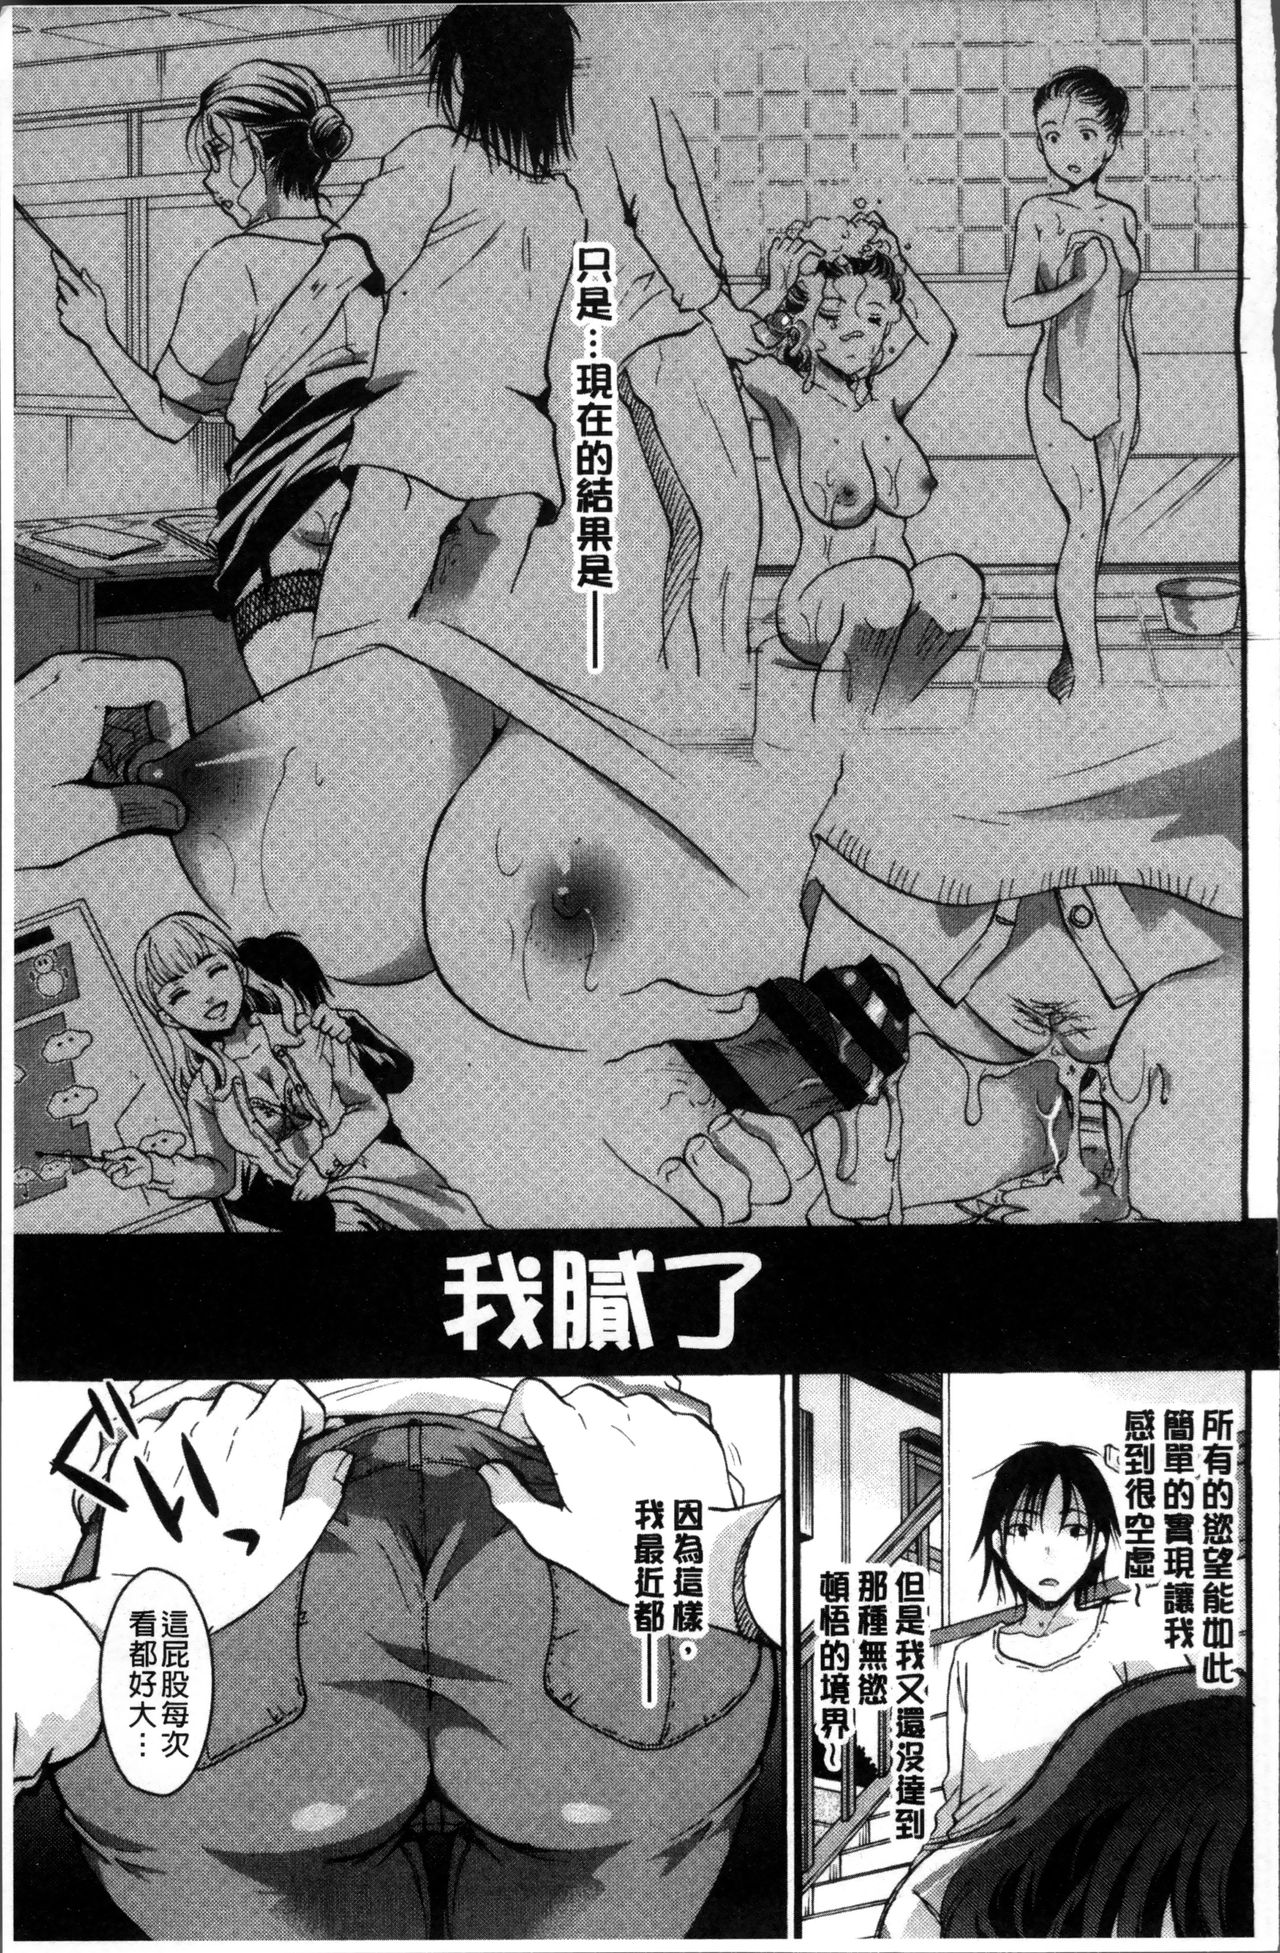 只是…現在的結果是——
我膩了
所有的慾望能如此
簡單的實現讓我
感到很空虛~
但是我又還沒達到
那種無慾
頓悟的境界~
因為這樣，
我最近都——
這屁股每次
看都好大…